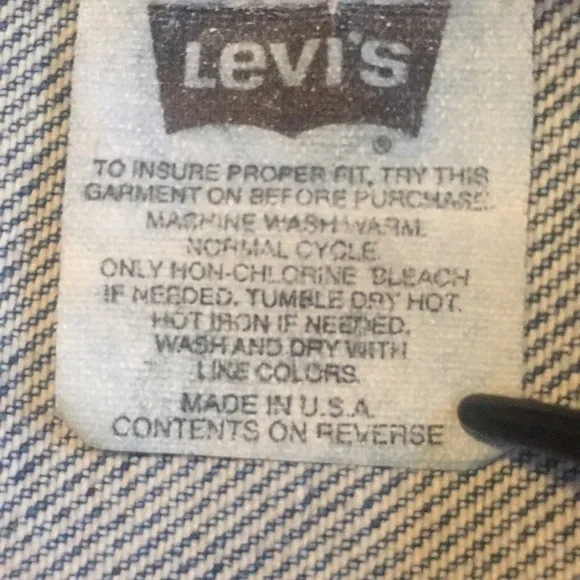 Levi's
®
TO INSURE PROPER FIT, TRY THIS
GARMENT ON BEFORE PURCHASE.
MACHINE WASH WARM.
NORMAL CYCLE.
ONLY NON-CHLORINE BLEACH
IF NEEDED. TUMBLE DRY HOT.
HOT IRON IF NEEDED.
WASH AND DRY WITH
LIKE COLORS.
MADE IN U.S.A.
CONTENTS ON REVERSE